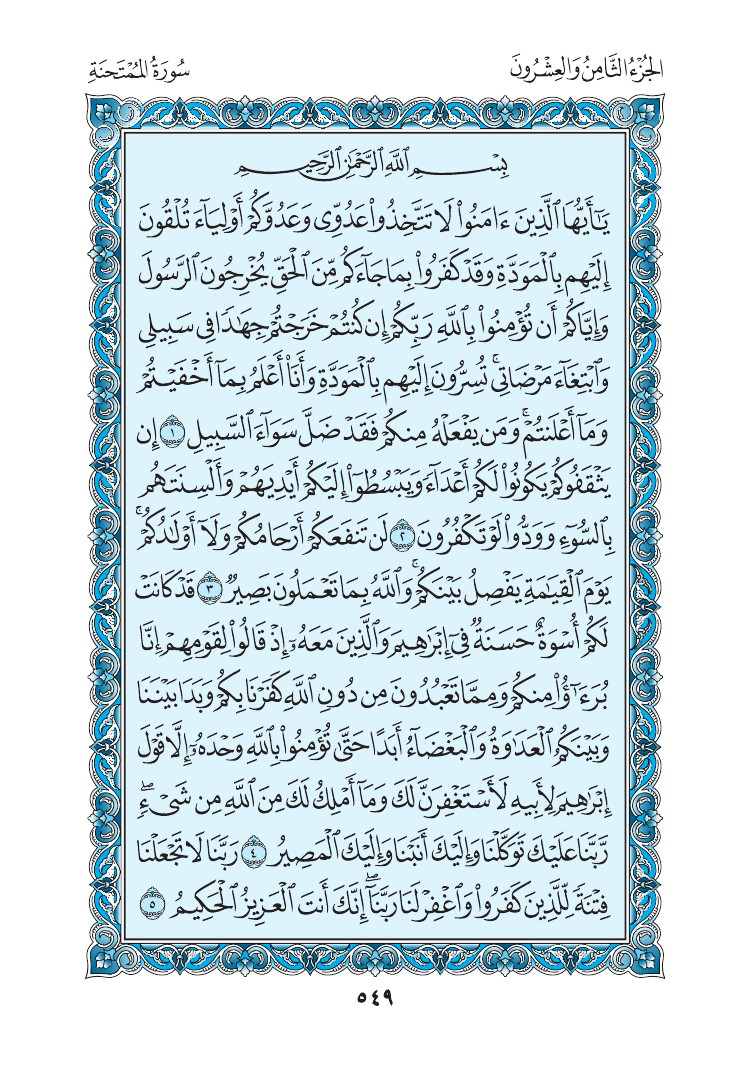 الجُزْءُ الثَّامِنُ وَالعِشْرُونَ
سُورَةُ المُمْتَحنَةِ
بِسْمِ ٱللَّهِ ٱلرَّحْمَٰنِ ٱلرَّحِيمِ
يَٰٓأَيُّهَا ٱلَّذِينَ ءَامَنُوا۟ لَا تَتَّخِذُوا۟ عَدُوِّى وَعَدُوَّكُمْ أَوْلِيَآءَ تُلْقُونَ
إِلَيْهِم بِٱلْمَوَدَّةِ وَقَدْ كَفَرُوا۟ بِمَا جَآءَكُم مِّنَ ٱلْحَقِّ يُخْرِجُونَ ٱلرَّسُولَ
وَإِيَّاكُمْ أَن تُؤْمِنُوا۟ بِٱللَّهِ رَبِّكُمْ إِن كُنتُمْ خَرَجْتُمْ جِهَٰدًا فِى سَبِيلِى
وَٱبْتِغَآءَ مَرْضَاتِى ۚ تُسِرُّونَ إِلَيْهِم بِٱلْمَوَدَّةِ وَأَنَا۠ أَعْلَمُ بِمَآ أَخْفَيْتُمْ
وَمَآ أَعْلَنتُمْ ۚ وَمَن يَفْعَلْهُ مِنكُمْ فَقَدْ ضَلَّ سَوَآءَ ٱلسَّبِيلِ ١ إِن
يَثْقَفُوكُمْ يَكُونُوا۟ لَكُمْ أَعْدَآءً وَيَبْسُطُوٓا۟ إِلَيْكُمْ أَيْدِيَهُمْ وَأَلْسِنَتَهُم
بِٱلسُّوٓءِ وَوَدُّوا۟ لَوْ تَكْفُرُونَ ٢ لَن تَنفَعَكُمْ أَرْحَامُكُمْ وَلَآ أَوْلَٰدُكُمْ ۚ
يَوْمَ ٱلْقِيَٰمَةِ يَفْصِلُ بَيْنَكُمْ ۚ وَٱللَّهُ بِمَا تَعْمَلُونَ بَصِيرٌ ٣ قَدْ كَانَتْ
لَكُمْ أُسْوَةٌ حَسَنَةٌ فِىٓ إِبْرَٰهِيمَ وَٱلَّذِينَ مَعَهُۥٓ إِذْ قَالُوا۟ لِقَوْمِهِمْ إِنَّا
بُرَءَٰٓؤُا۟ مِنكُمْ وَمِمَّا تَعْبُدُونَ مِن دُونِ ٱللَّهِ كَفَرْنَا بِكُمْ وَبَدَا بَيْنَنَا
وَبَيْنَكُمُ ٱلْعَدَٰوَةُ وَٱلْبَغْضَآءُ أَبَدًا حَتَّىٰ تُؤْمِنُوا۟ بِٱللَّهِ وَحْدَهُۥٓ إِلَّا قَوْلَ
إِبْرَٰهِيمَ لِأَبِيهِ لَأَسْتَغْفِرَنَّ لَكَ وَمَآ أَمْلِكُ لَكَ مِنَ ٱللَّهِ مِن شَىْءٍ ۖ
رَّبَّنَا عَلَيْكَ تَوَكَّلْنَا وَإِلَيْكَ أَنَبْنَا وَإِلَيْكَ ٱلْمَصِيرُ ٤ رَبَّنَا لَا تَجْعَلْنَا
فِتْنَةً لِّلَّذِينَ كَفَرُوا۟ وَٱغْفِرْ لَنَا رَبَّنَآ ۖ إِنَّكَ أَنتَ ٱلْعَزِيزُ ٱلْحَكِيمُ ٥
٥٤٩